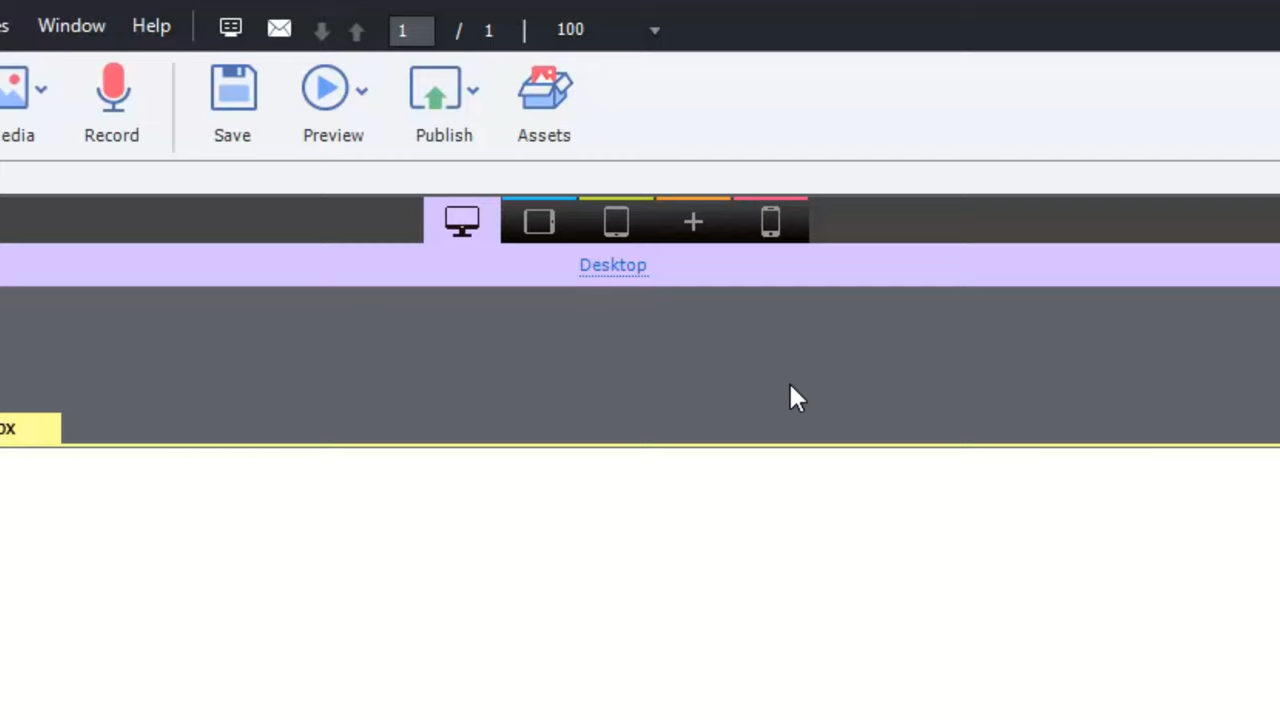 Window Help 1 / 1 | 100
Record Save Preview Publish Assets
Desktop